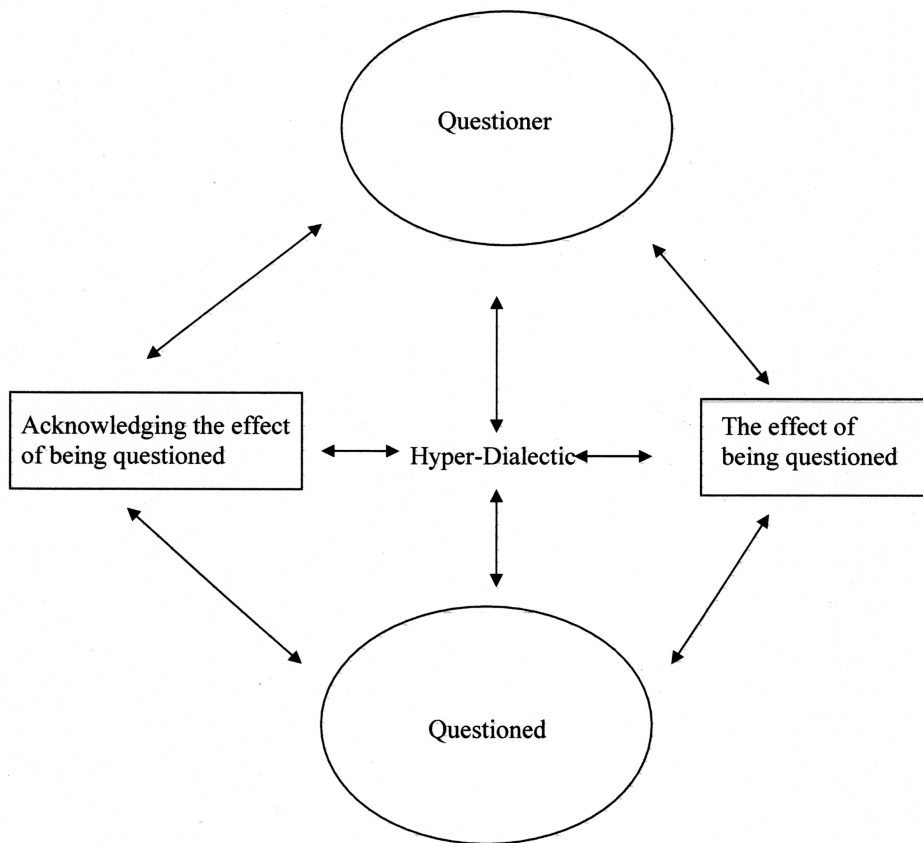 Questioner
Acknowledging the effect
of being questioned
Hyper-Dialectic
The effect of
being questioned
Questioned